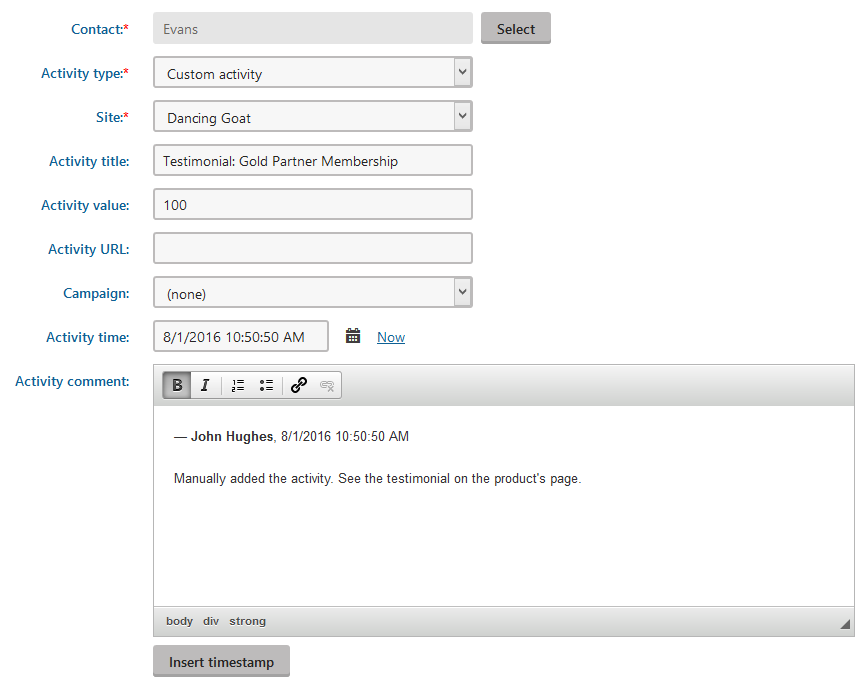 Contact:* Evans Select
Activity type:* Custom activity
Site:* Dancing Goat
Activity title: Testimonial: Gold Partner Membership
Activity value: 100
Activity URL:
Campaign: (none)
Activity time: 8/1/2016 10:50:50 AM Now
Activity comment: B I
— John Hughes, 8/1/2016 10:50:50 AM
Manually added the activity. See the testimonial on the product's page.
body div strong
Insert timestamp